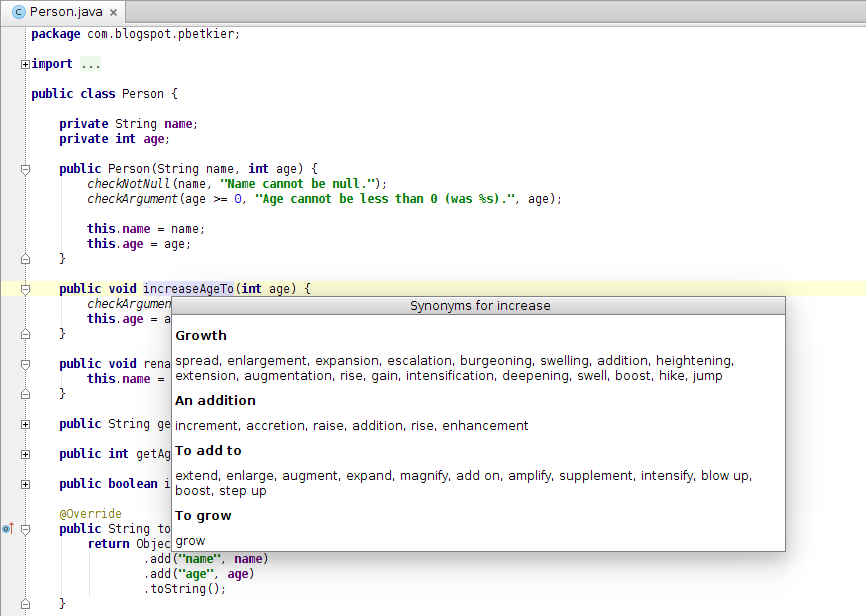 Person.java
package com.blogspot.pbetkier;
import ...
public class Person {
private String name;
private int age;
public Person(String name, int age) {
checkNotNull(name, "Name cannot be null.");
checkArgument(age >= 0, "Age cannot be less than 0 (was %s).", age);
this.name = name;
this.age = age;
}
public void increaseAgeTo(int age) {
checkArgumen
this.age = a
}
public void rena
this.name =
}
public String ge
public int getAg
public boolean i
@Override
public String to
return Objec
.add("name", name)
.add("age", age)
.toString();
}
Synonyms for increase
Growth
spread, enlargement, expansion, escalation, burgeoning, swelling, addition, heightening,
extension, augmentation, rise, gain, intensification, deepening, swell, boost, hike, jump
An addition
increment, accretion, raise, addition, rise, enhancement
To add to
extend, enlarge, augment, expand, magnify, add on, amplify, supplement, intensify, blow up,
boost, step up
To grow
grow